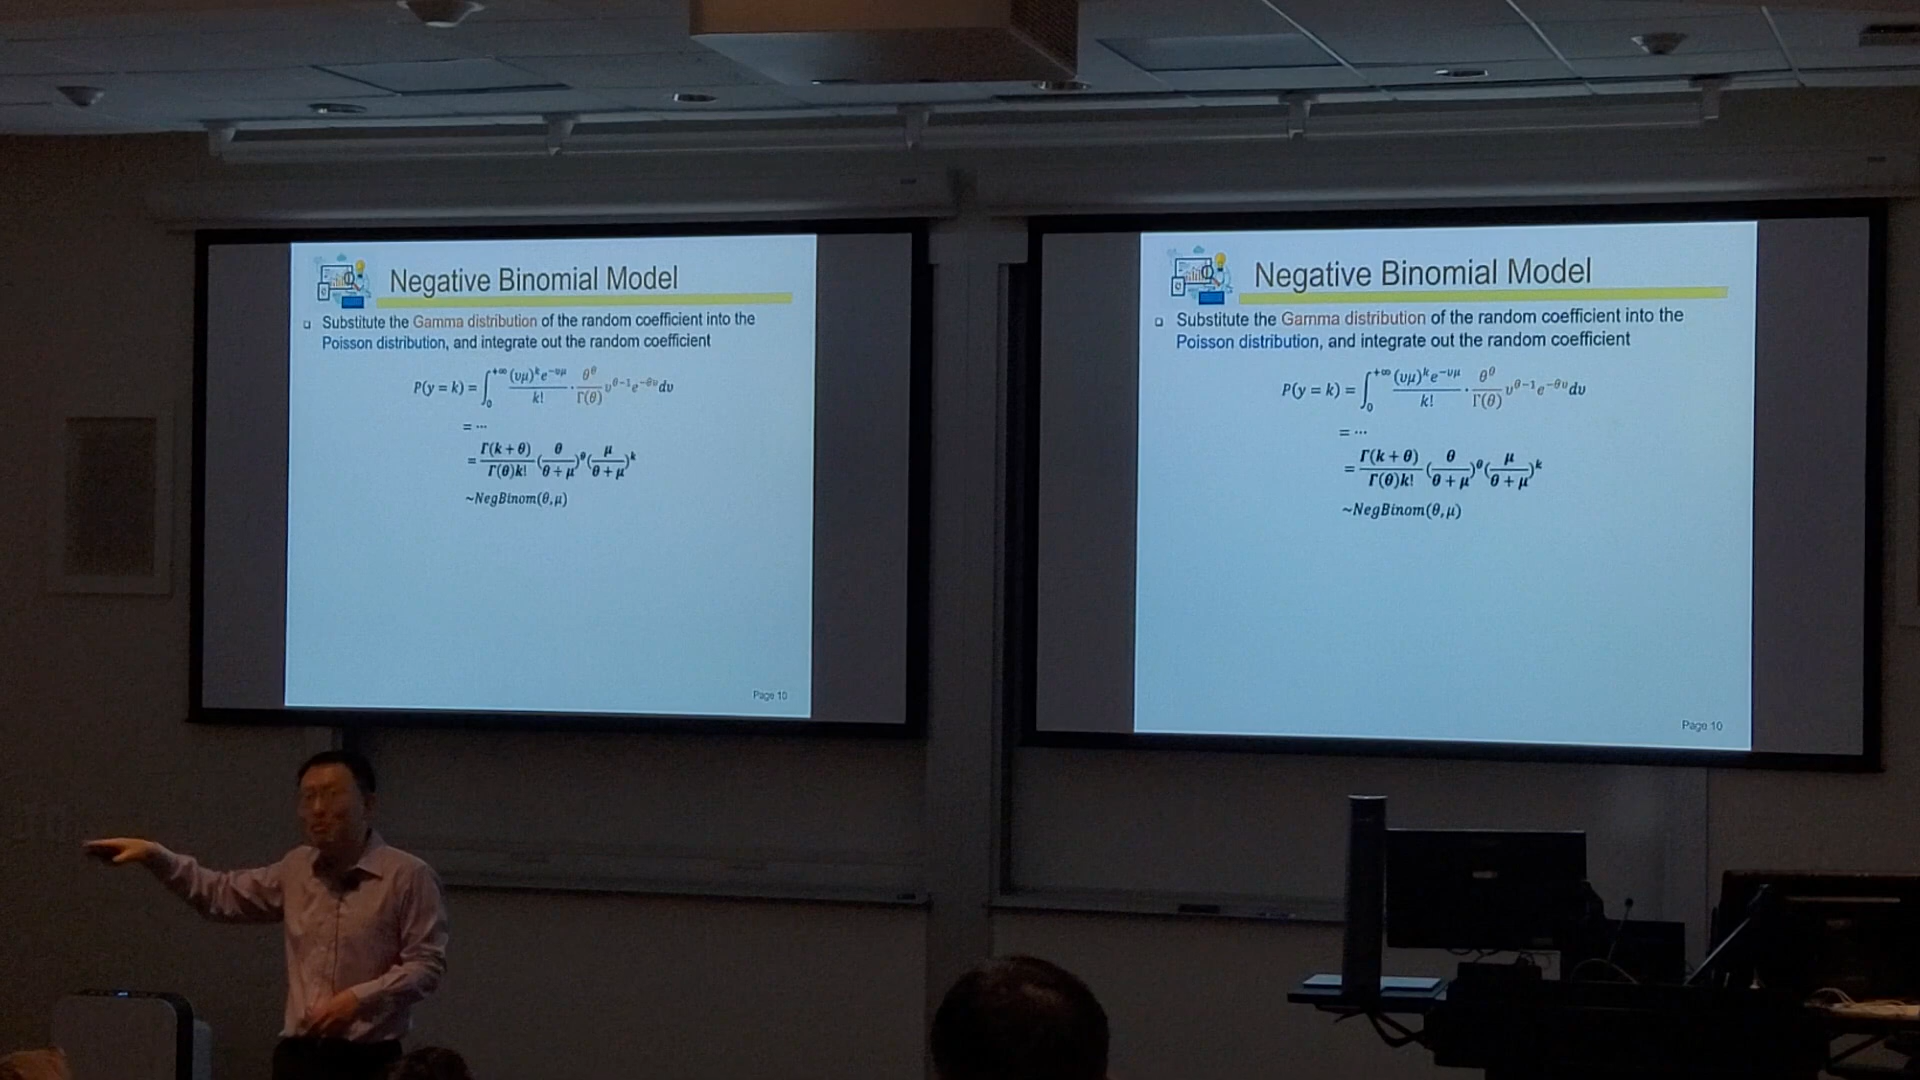 Negative Binomial Model
Substitute the Gamma distribution of the random coefficient into the
Poisson distribution, and integrate out the random coefficient
P(y = k) = ∫₀^{+∞} (υμ)^k e^{−υμ} / k! · θ^θ / Γ(θ) υ^{θ−1} e^{−θυ} dυ
= ⋯
= Γ(k + θ) / Γ(θ)k! (θ / θ + μ)^θ (μ / θ + μ)^k
~NegBinom(θ,μ)
Page 10
Negative Binomial Model
Substitute the Gamma distribution of the random coefficient into the
Poisson distribution, and integrate out the random coefficient
P(y = k) = ∫₀^{+∞} (υμ)^k e^{−υμ} / k! · θ^θ / Γ(θ) υ^{θ−1} e^{−θυ} dυ
= ⋯
= Γ(k + θ) / Γ(θ)k! (θ / θ + μ)^θ (μ / θ + μ)^k
~NegBinom(θ,μ)
Page 10